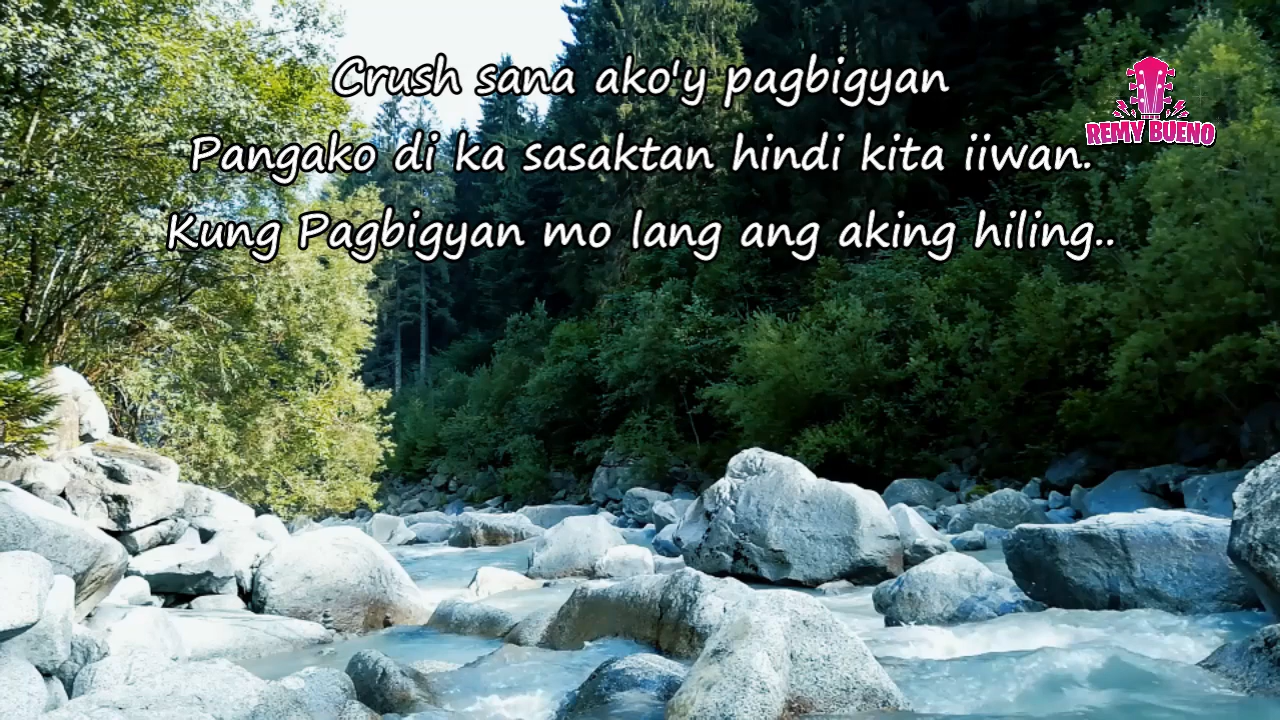 Crush sana ako'y pagbigyan
Pangako di ka sasaktan hindi kita iiwan.
Kung Pagbigyan mo lang ang aking hiling..
REMY BUENO